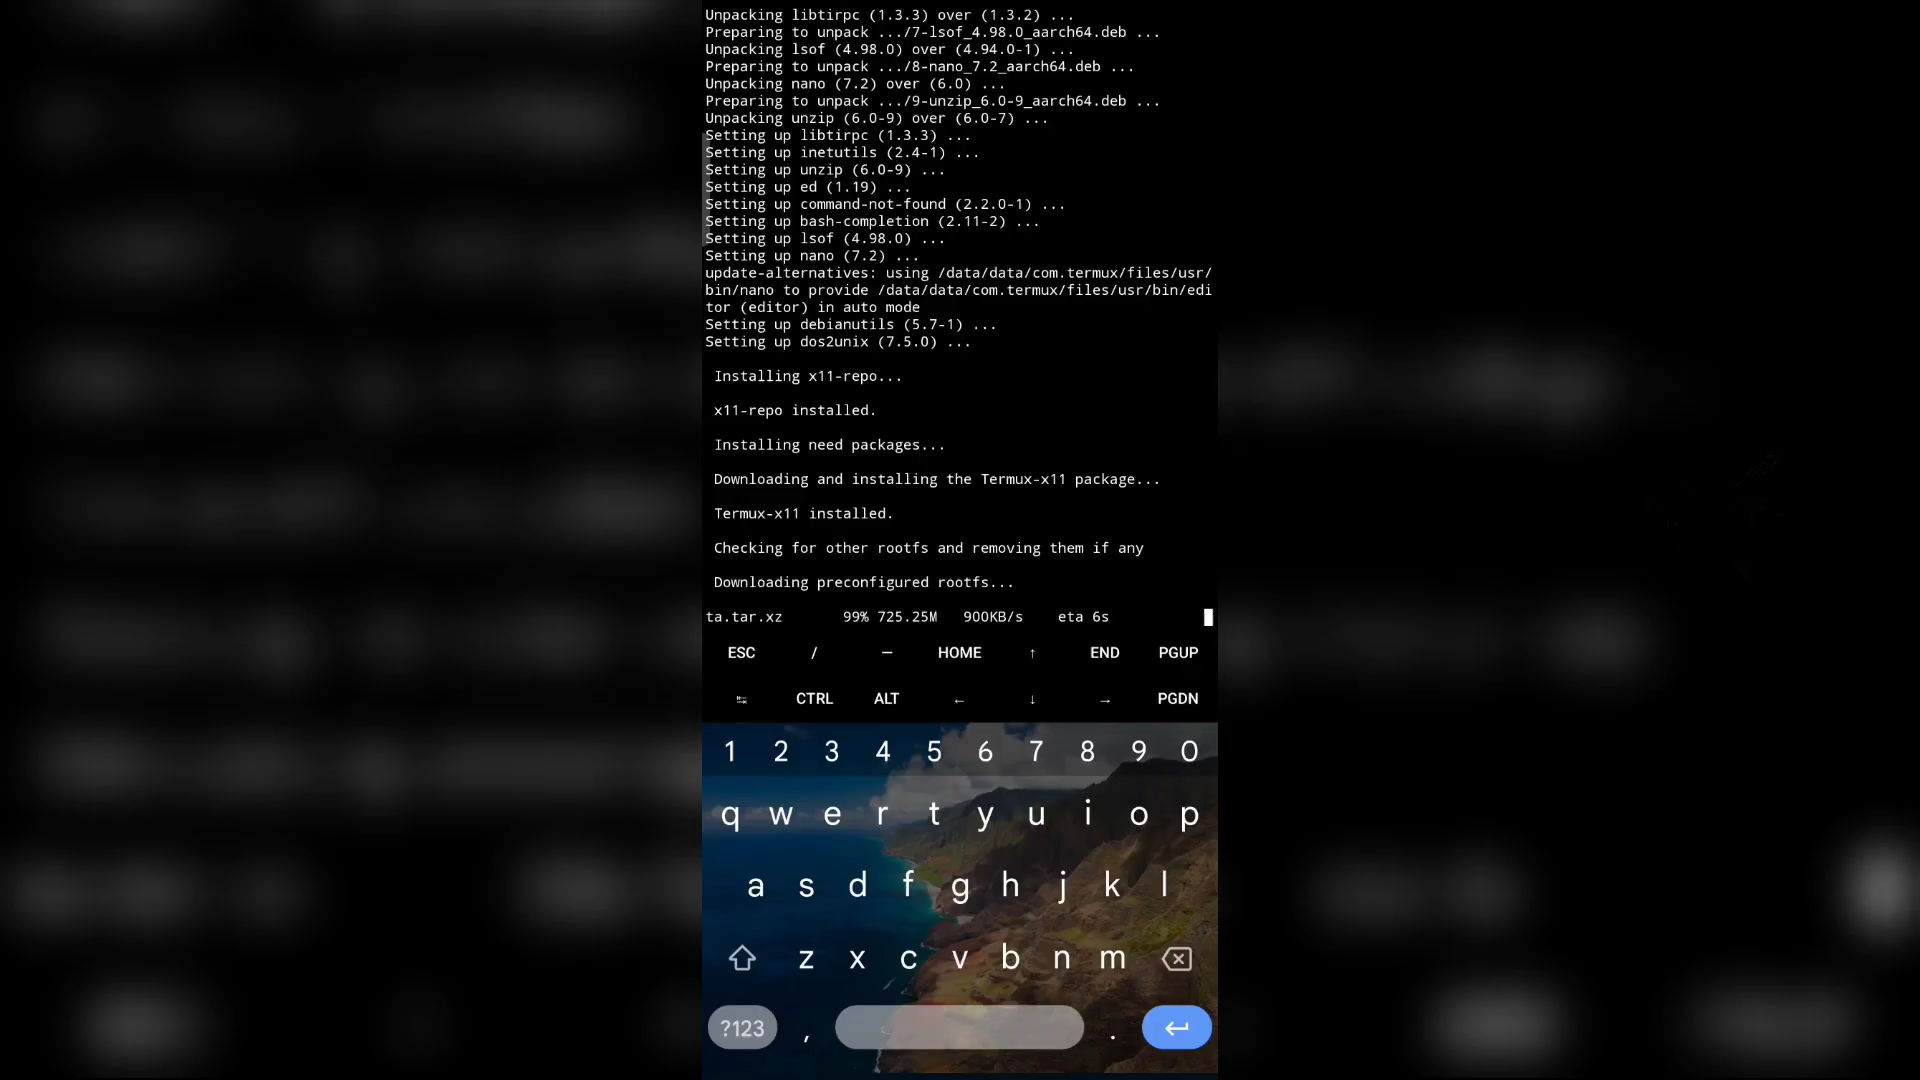 Unpacking libtirpc (1.3.3) over (1.3.2) ...
Preparing to unpack .../7-lsof_4.98.0_aarch64.deb ...
Unpacking lsof (4.98.0) over (4.94.0-1) ...
Preparing to unpack .../8-nano_7.2_aarch64.deb ...
Unpacking nano (7.2) over (6.0) ...
Preparing to unpack .../9-unzip_6.0-9_aarch64.deb ...
Unpacking unzip (6.0-9) over (6.0-7) ...
Setting up libtirpc (1.3.3) ...
Setting up inetutils (2.4-1) ...
Setting up unzip (6.0-9) ...
Setting up ed (1.19) ...
Setting up command-not-found (2.2.0-1) ...
Setting up bash-completion (2.11-2) ...
Setting up lsof (4.98.0) ...
Setting up nano (7.2) ...
update-alternatives: using /data/data/com.termux/files/usr/
bin/nano to provide /data/data/com.termux/files/usr/bin/edi
tor (editor) in auto mode
Setting up debianutils (5.7-1) ...
Setting up dos2unix (7.5.0) ...
Installing x11-repo...
x11-repo installed.
Installing need packages...
Downloading and installing the Termux-x11 package...
Termux-x11 installed.
Checking for other rootfs and removing them if any
Downloading preconfigured rootfs...
ta.tar.xz 99% 725.25M 900KB/s eta 6s
ESC / — HOME ↑ END PGUP
↹ CTRL ALT ← ↓ → PGDN
1 2 3 4 5 6 7 8 9 0
q w e r t y u i o p
a s d f g h j k l
z x c v b n m
?123 , .